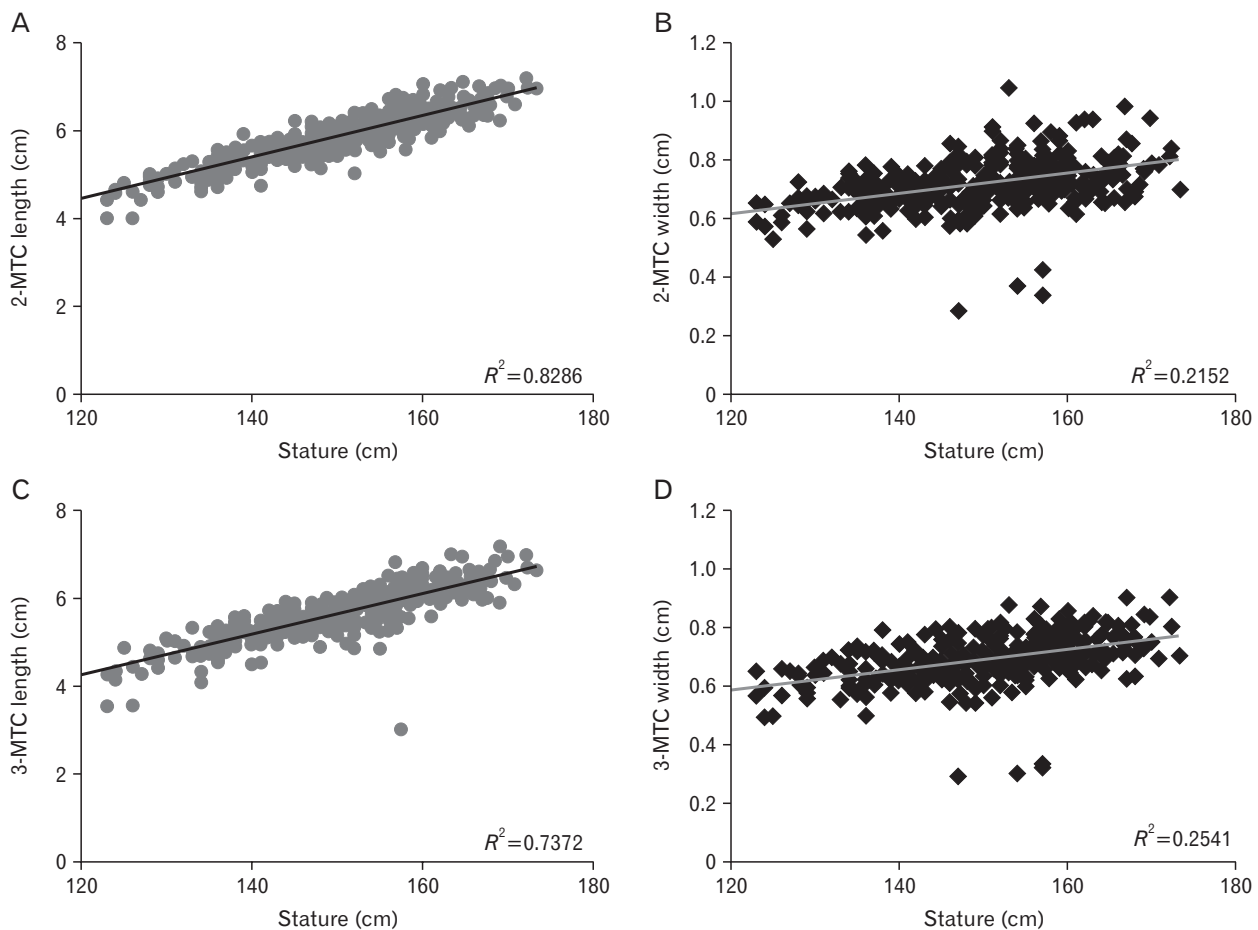 A
8
6
4
2
0
2-MTC length (cm)
R²=0.8286
120 140 160 180
Stature (cm)
B
1.2
1.0
0.8
0.6
0.4
0.2
0
2-MTC width (cm)
R²=0.2152
120 140 160 180
Stature (cm)
C
8
6
4
2
0
3-MTC length (cm)
R²=0.7372
120 140 160 180
Stature (cm)
D
1.2
1.0
0.8
0.6
0.4
0.2
0
3-MTC width (cm)
R²=0.2541
120 140 160 180
Stature (cm)